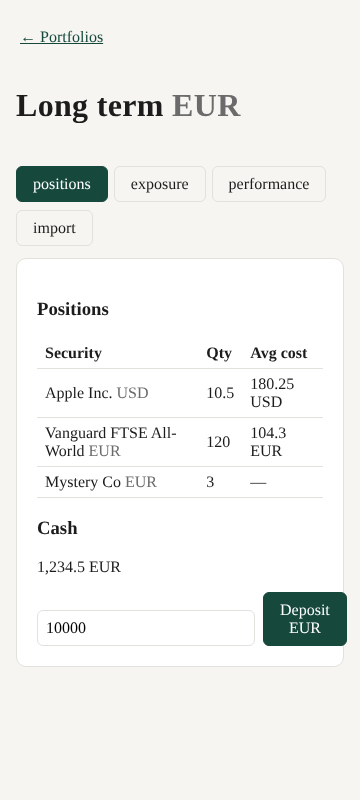 ← Portfolios
Long term EUR
positions exposure performance
import
Positions
Security Qty Avg cost
Apple Inc. USD 10.5 180.25 USD
Vanguard FTSE All-World EUR 120 104.3 EUR
Mystery Co EUR 3 —
Cash
1,234.5 EUR
10000 Deposit EUR